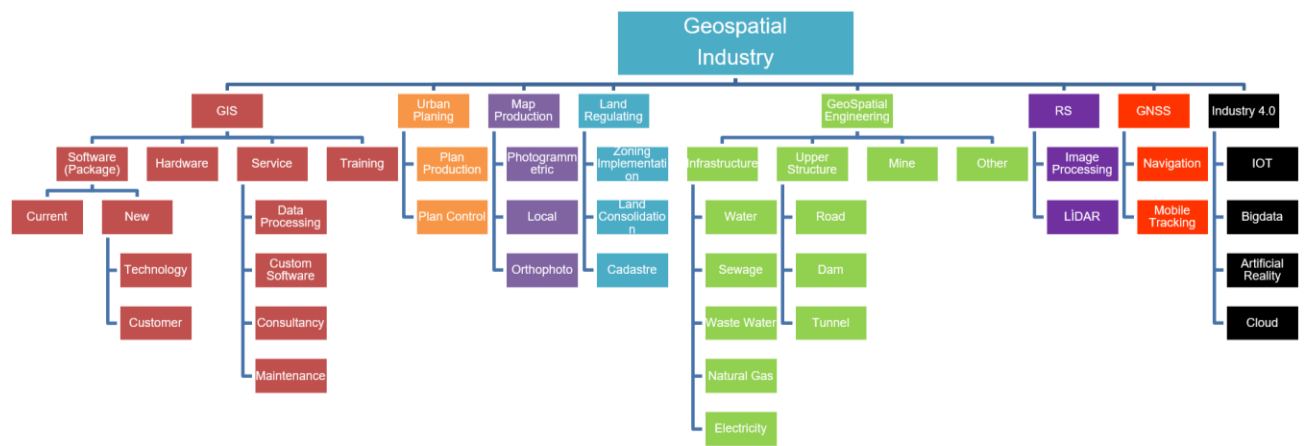 Geospatial
Industry
GIS
Urban
Planing
Map
Production
Land
Regulating
GeoSpatial
Engineering
RS
GNSS
Industry 4.0
Software
(Package)
Hardware
Service
Training
Plan
Production
Photogramm
etric
Zoning
Implementati
on
Infrastructure
Upper
Structure
Mine
Other
Image
Processing
Navigation
IOT
Current
New
Data
Processing
Plan Control
Local
Land
Consolidatio
n
Water
Road
LİDAR
Mobile
Tracking
Bigdata
Technology
Custom
Software
Orthophoto
Cadastre
Sewage
Dam
Artificial
Reality
Customer
Consultancy
Waste Water
Tunnel
Cloud
Maintenance
Natural Gas
Electricity